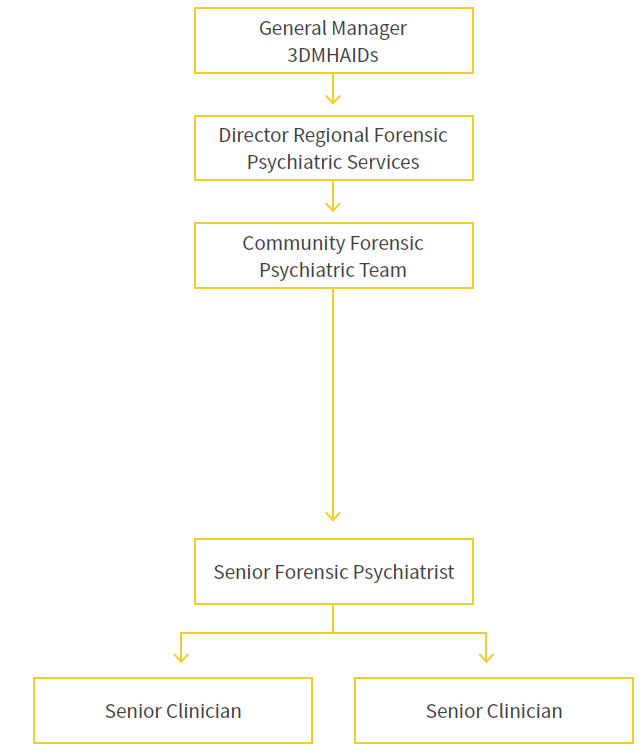 General Manager
3DMHAIDs
Director Regional Forensic
Psychiatric Services
Community Forensic
Psychiatric Team
Senior Forensic Psychiatrist
Senior Clinician
Senior Clinician